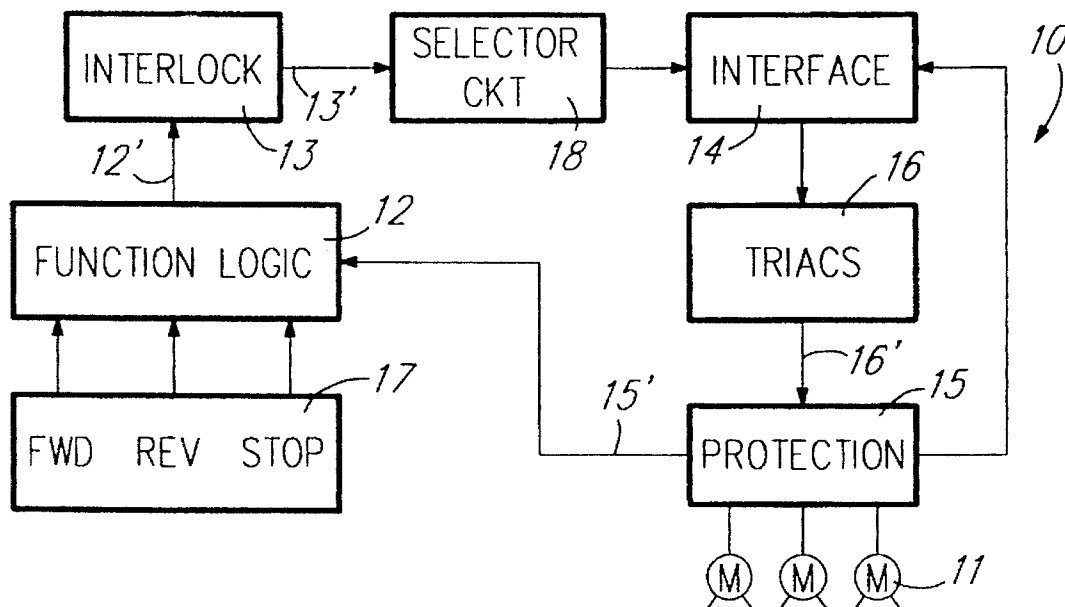 INTERLOCK
13'
13
SELECTOR
CKT
18
INTERFACE
14
10
12'
12
FUNCTION LOGIC
16
TRIACS
16'
17
FWD REV STOP
15'
15
PROTECTION
M M M
11